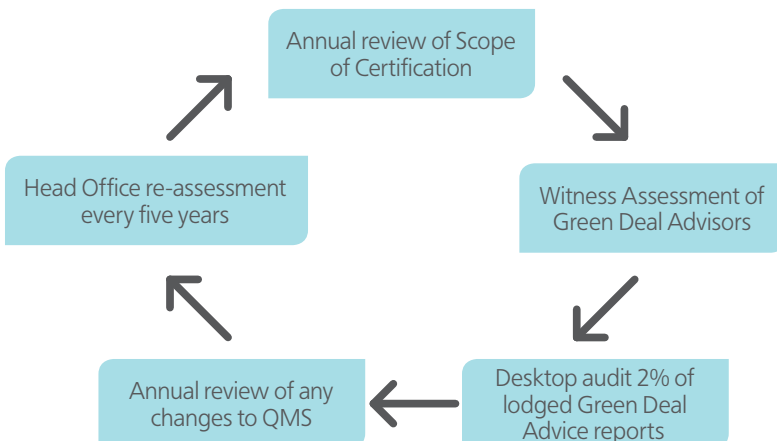 Annual review of Scope
of Certification
Witness Assessment of
Green Deal Advisors
Desktop audit 2% of
lodged Green Deal
Advice reports
Annual review of any
changes to QMS
Head Office re-assessment
every five years